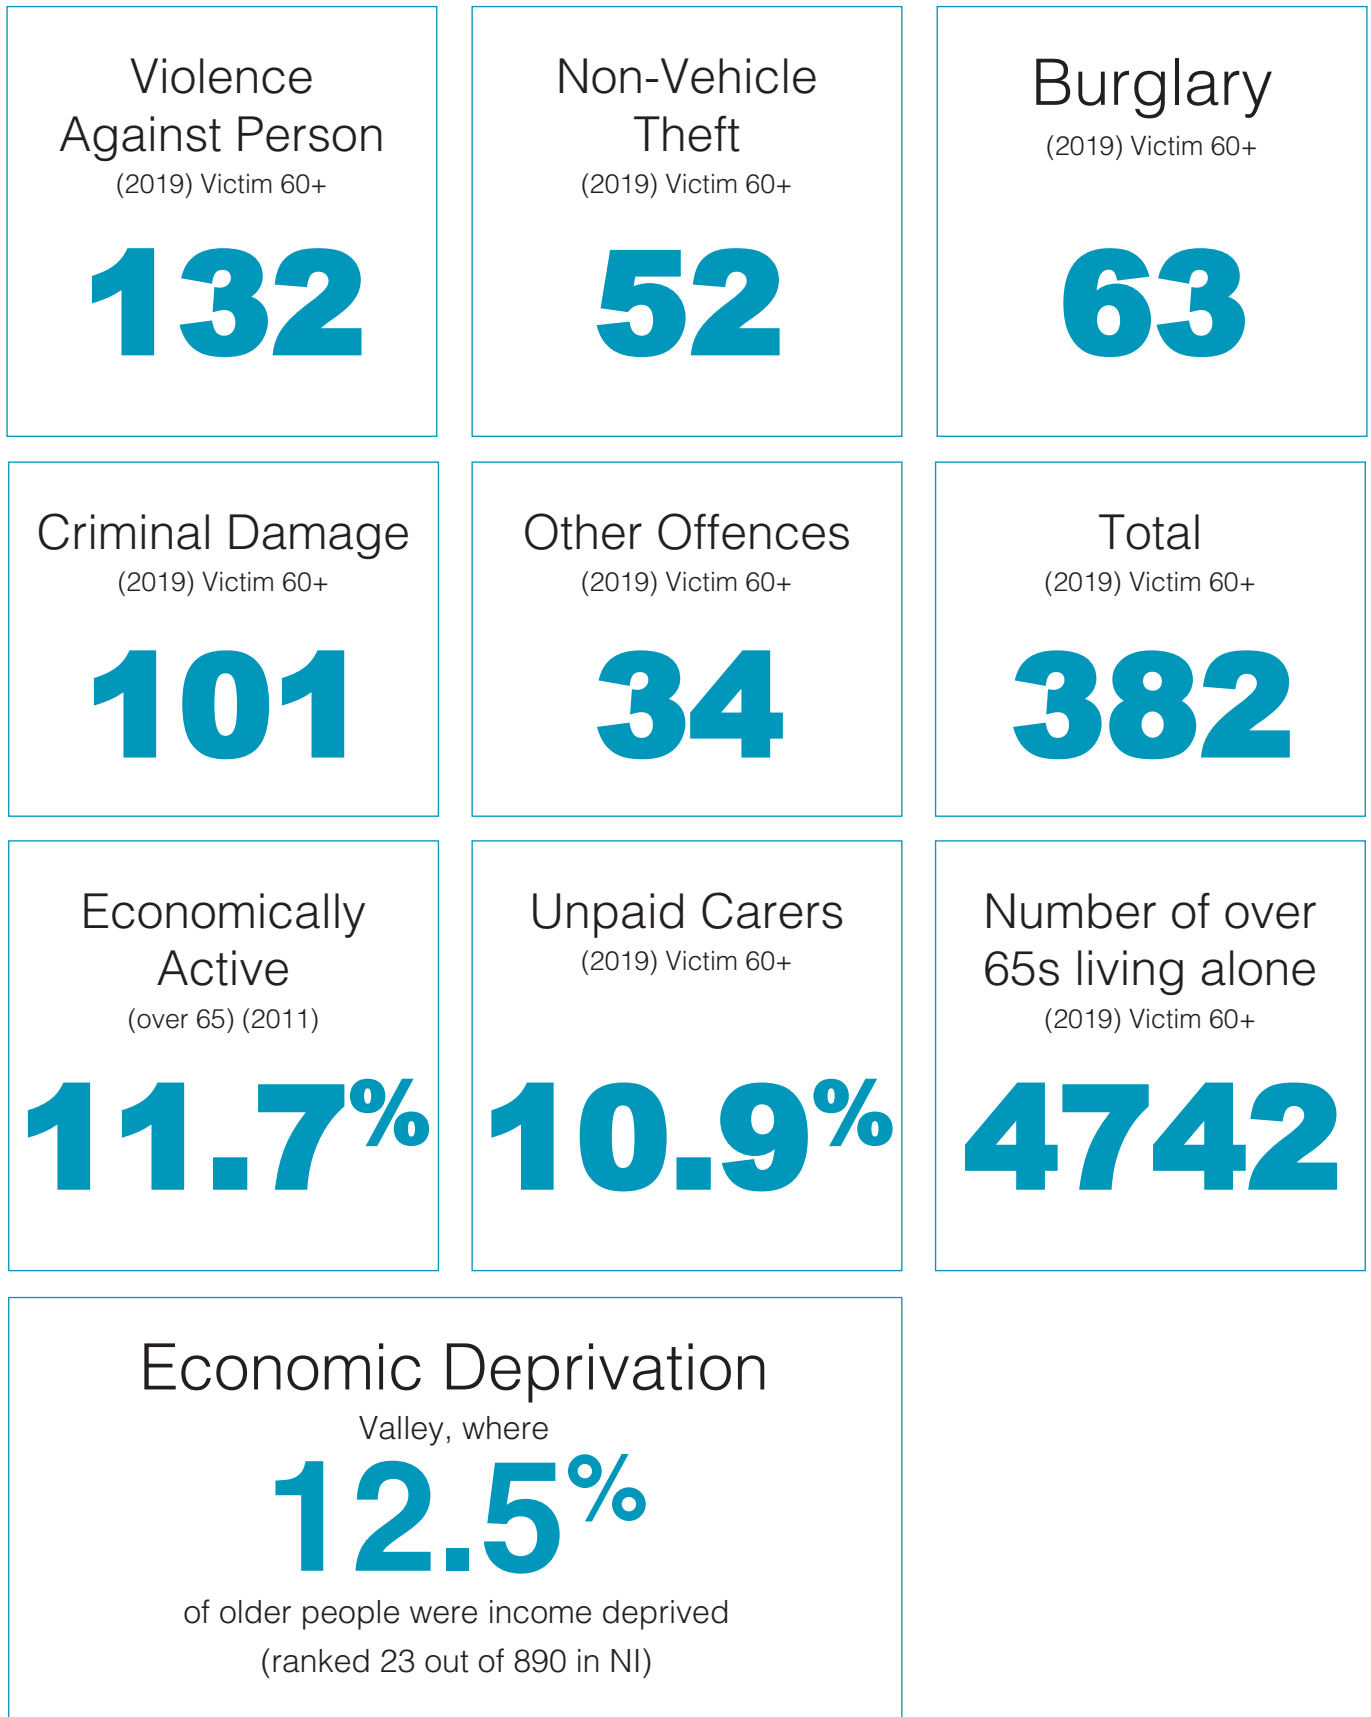 Violence
Against Person
(2019) Victim 60+
132
Non-Vehicle
Theft
(2019) Victim 60+
52
Burglary
(2019) Victim 60+
63
Criminal Damage
(2019) Victim 60+
101
Other Offences
(2019) Victim 60+
34
Total
(2019) Victim 60+
382
Economically
Active
(over 65) (2011)
11.7%
Unpaid Carers
(2019) Victim 60+
10.9%
Number of over
65s living alone
(2019) Victim 60+
4742
Economic Deprivation
Valley, where
12.5%
of older people were income deprived
(ranked 23 out of 890 in NI)